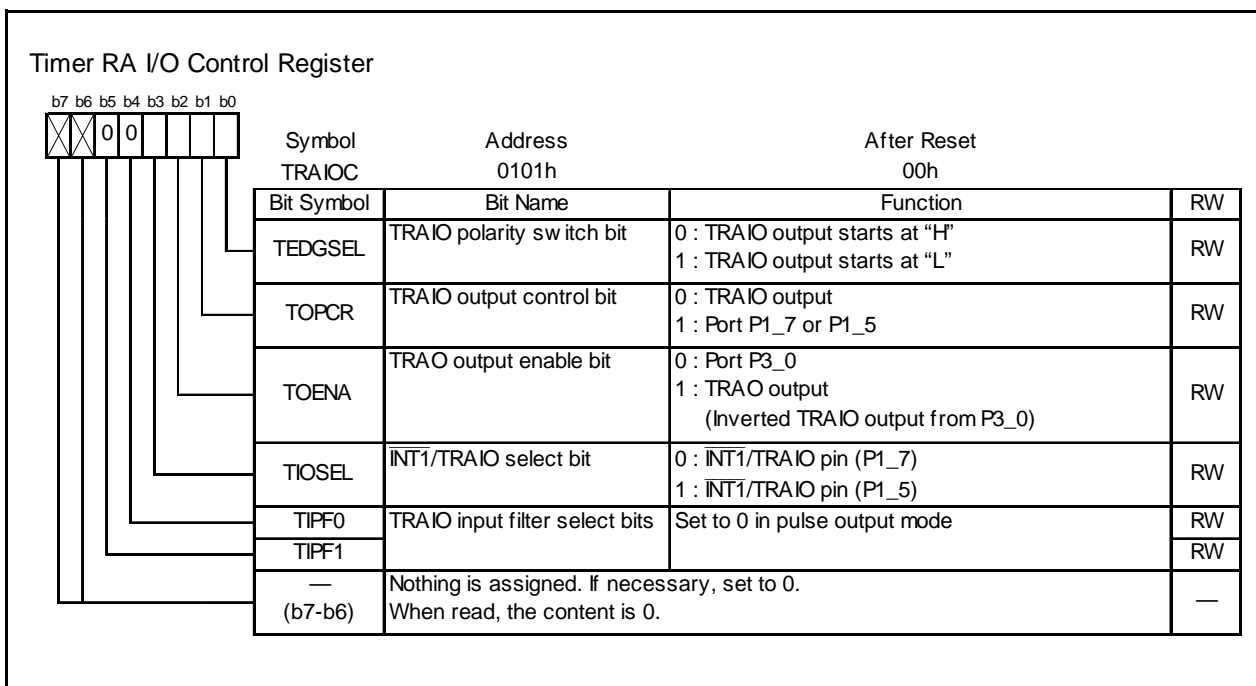 Timer RA I/O Control Register
b7 b6 b5 b4 b3 b2 b1 b0
0 0
Symbol Address After Reset
TRAIOC 0101h 00h
Bit Symbol Bit Name Function RW
TEDGSEL TRAIO polarity switch bit 0 : TRAIO output starts at “H” RW
1 : TRAIO output starts at “L”
TOPCR TRAIO output control bit 0 : TRAIO output RW
1 : Port P1_7 or P1_5
TOENA TRAO output enable bit 0 : Port P3_0 RW
1 : TRAO output
(Inverted TRAIO output from P3_0)
TIOSEL I̅N̅T̅1̅/TRAIO select bit 0 : I̅N̅T̅1̅/TRAIO pin (P1_7) RW
1 : I̅N̅T̅1̅/TRAIO pin (P1_5)
TIPF0 TRAIO input filter select bits Set to 0 in pulse output mode RW
TIPF1 RW
— Nothing is assigned. If necessary, set to 0. —
(b7-b6) When read, the content is 0.